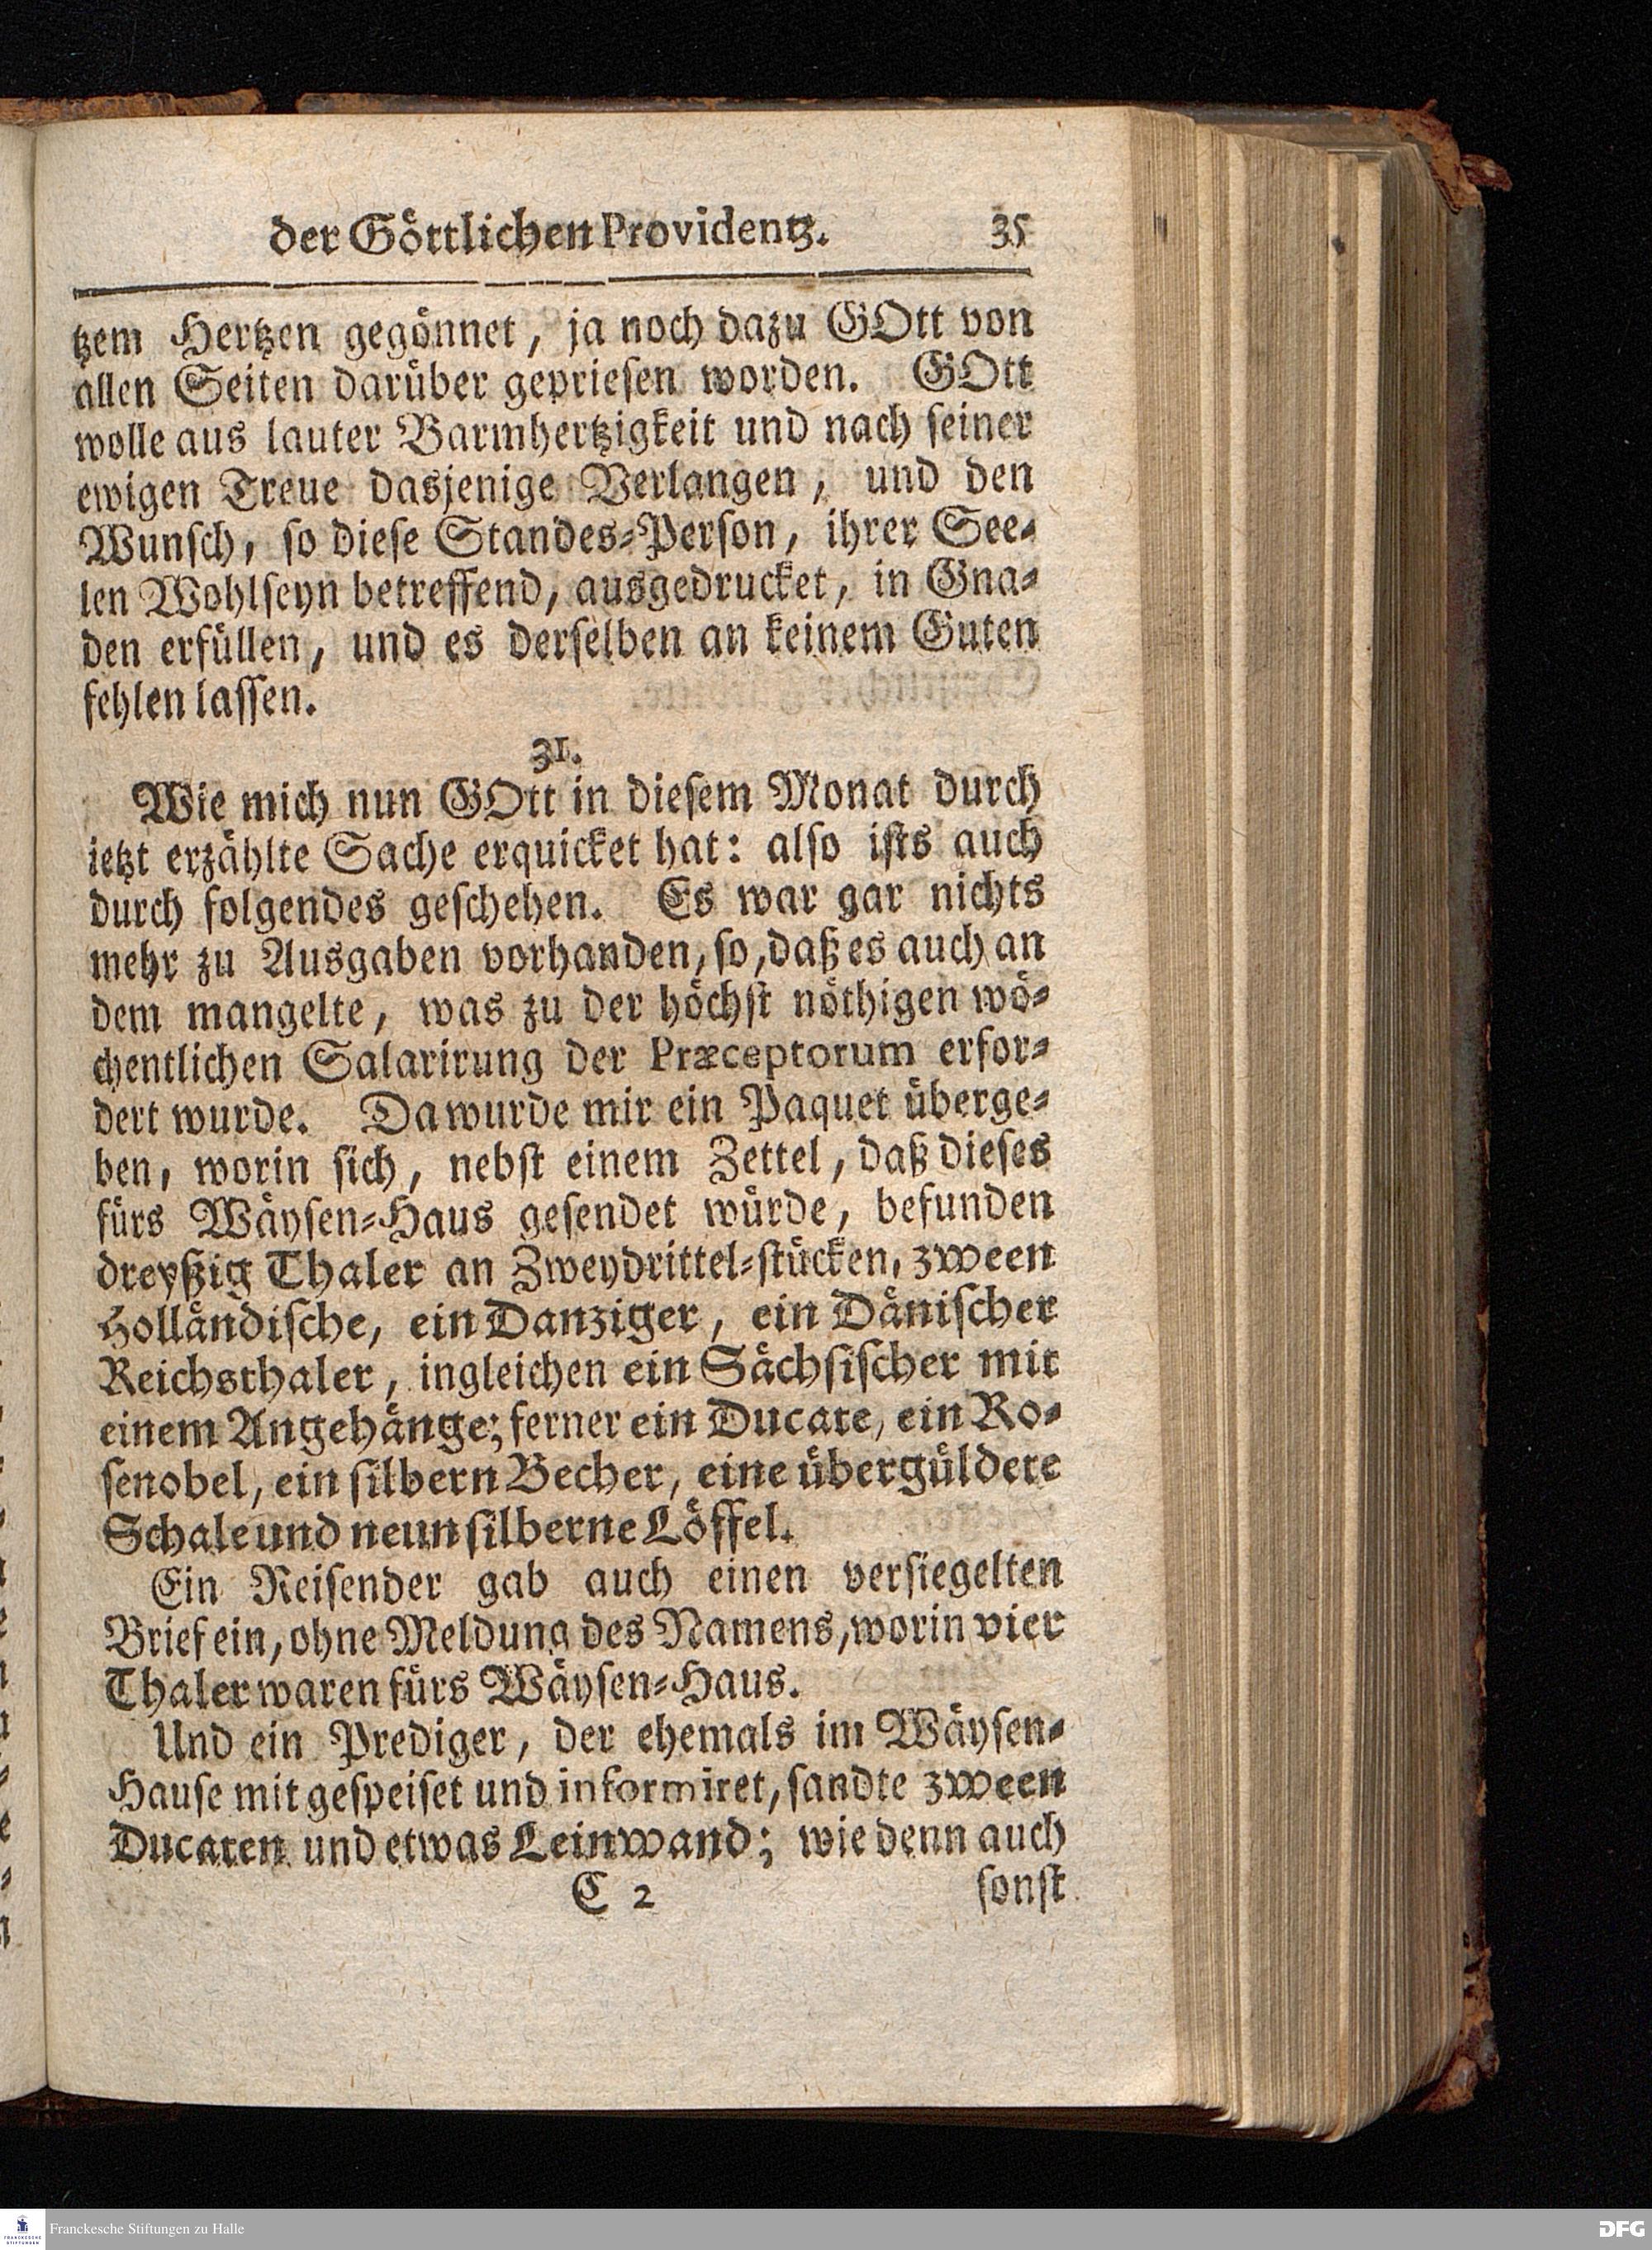 der Göttlichen Providentz. 35
tzem Hertzen gegönnet, ja noch dazu GOtt von
allen Seiten darüber gepriesen worden. GOtt
wolle aus lauter Barmhertzigkeit und nach seiner
ewigen Treue dasjenige Verlangen, und den
Wunsch, so diese Standes-Person, ihrer See-
len Wohlseyn betreffend, ausgedrucket, in Gna-
den erfüllen, und es derselben an keinem Guten
fehlen lassen.
31.
Wie mich nun GOtt in diesem Monat durch
ietzt erzählte Sache erquicket hat: also ists auch
durch folgendes geschehen. Es war gar nichts
mehr zu Ausgaben vorhanden, so, daß es auch an
dem mangelte, was zu der höchst nöthigen wö-
chentlichen Salarirung der Præceptorum erfor-
dert wurde. Da wurde mir ein Paquet überge-
ben, worin sich, nebst einem Zettel, daß dieses
fürs Wäysen-Haus gesendet würde, befunden
dreyßig Thaler an Zweydrittel-stücken, zween
Holländische, ein Danziger, ein Dänischer
Reichsthaler, ingleichen ein Sächsischer mit
einem Angehänge; ferner ein Ducate, ein Ro-
senobel, ein silbern Becher, eine übergüldete
Schale und neun silberne Löffel.
Ein Reisender gab auch einen versiegelten
Brief ein, ohne Meldung des Namens, worin vier
Thaler waren fürs Wäysen-Haus.
Und ein Prediger, der ehemals im Wäysen-
Hause mit gespeiset und informiret, sandte zween
Ducaten und etwas Leinwand; wie denn auch
C 2 sonst
Franckesche Stiftungen zu Halle
FRANCKESCHE STIFTUNGEN
DFG